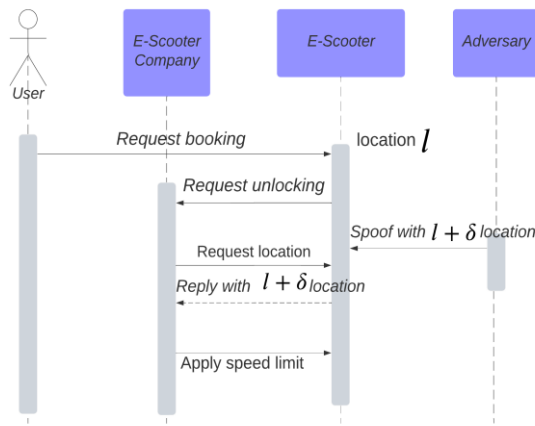 User
E-Scooter
Company
E-Scooter
Adversary
Request booking
location l
Request unlocking
Spoof with l + δ location
Request location
Reply with l + δ location
Apply speed limit